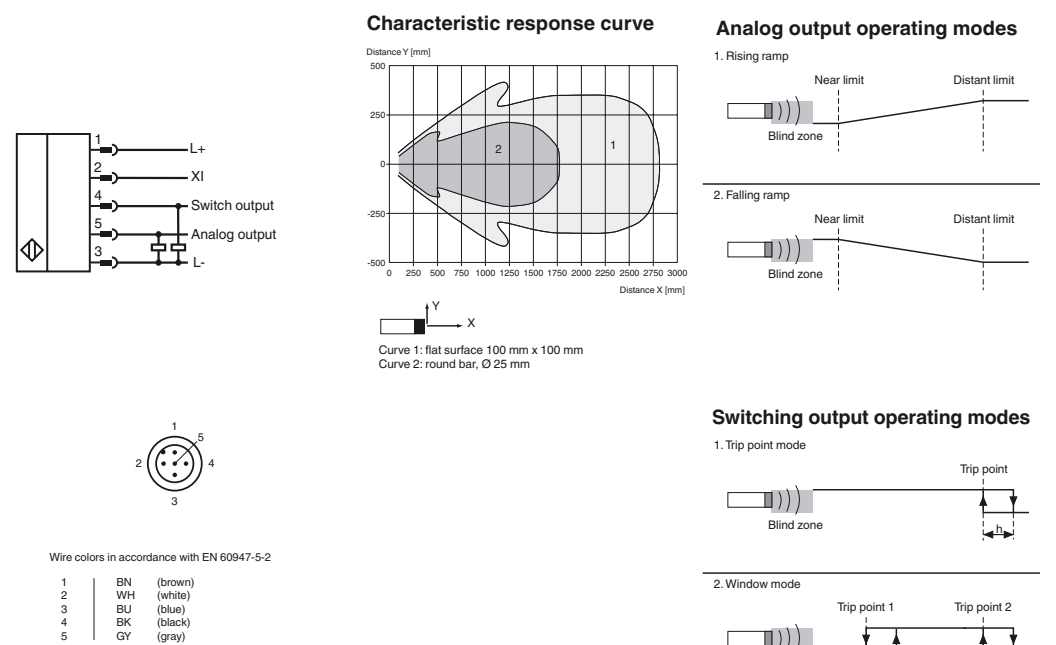 1
L+
2
XI
4
Switch output
5
Analog output
3
L-
1
5
2
4
3
Wire colors in accordance with EN 60947-5-2
1 BN (brown)
2 WH (white)
3 BU (blue)
4 BK (black)
5 GY (gray)
Characteristic response curve
Distance Y [mm]
500
250
0
-250
-500
1
2
0 250 500 750 1000 1250 1500 1750 2000 2250 2500 2750 3000
Distance X [mm]
Y
X
Curve 1: flat surface 100 mm x 100 mm
Curve 2: round bar, Ø 25 mm
Analog output operating modes
1. Rising ramp
Near limit Distant limit
Blind zone
2. Falling ramp
Near limit Distant limit
Blind zone
Switching output operating modes
1. Trip point mode
Trip point
Blind zone
h
2. Window mode
Trip point 1 Trip point 2